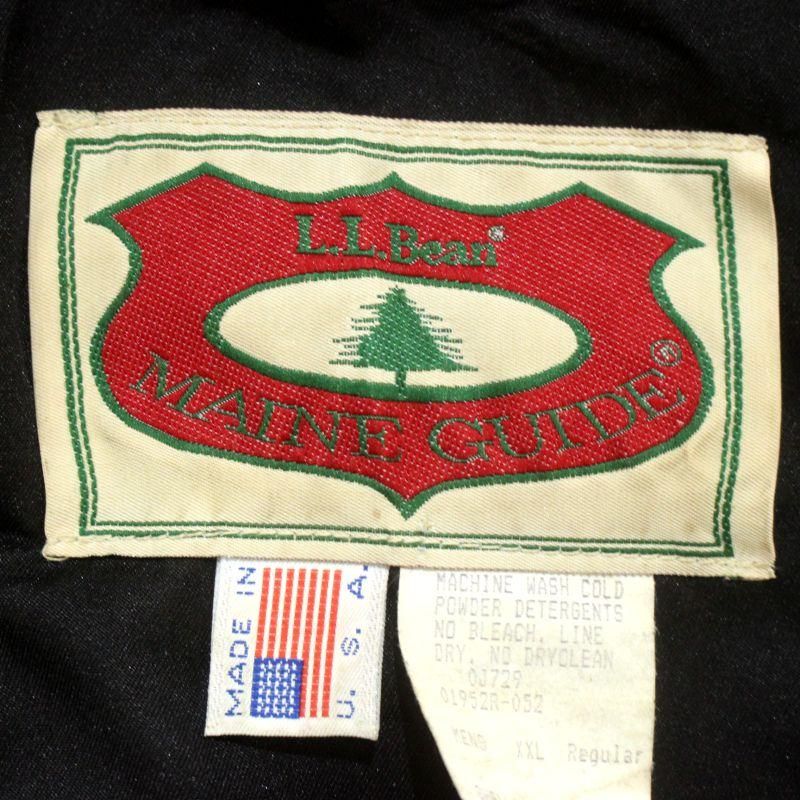 L.L.Bean®
MAINE GUIDE®
MADE IN
U. S. A.
MACHINE WASH COLD
POWDER DETERGENTS
NO BLEACH, LINE
DRY, NO DRYCLEAN
0J729
01952R-052
MENS XXL Regular